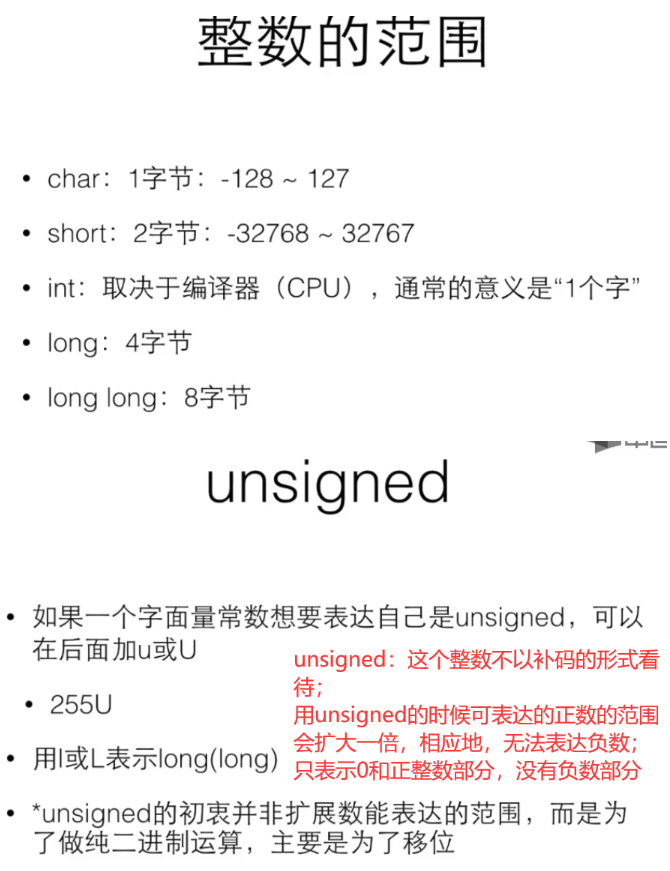 整数的范围
• char：1字节：-128 ~ 127
• short：2字节：-32768 ~ 32767
• int：取决于编译器（CPU），通常的意义是“1个字”
• long：4字节
• long long：8字节
unsigned
• 如果一个字面量常数想要表达自己是unsigned，可以
在后面加u或U
• 255U
• 用l或L表示long(long)
• *unsigned的初衷并非扩展数能表达的范围，而是为
了做纯二进制运算，主要是为了移位
unsigned：这个整数不以补码的形式看
待；
用unsigned的时候可表达的正数的范围
会扩大一倍，相应地，无法表达负数；
只表示0和正整数部分，没有负数部分